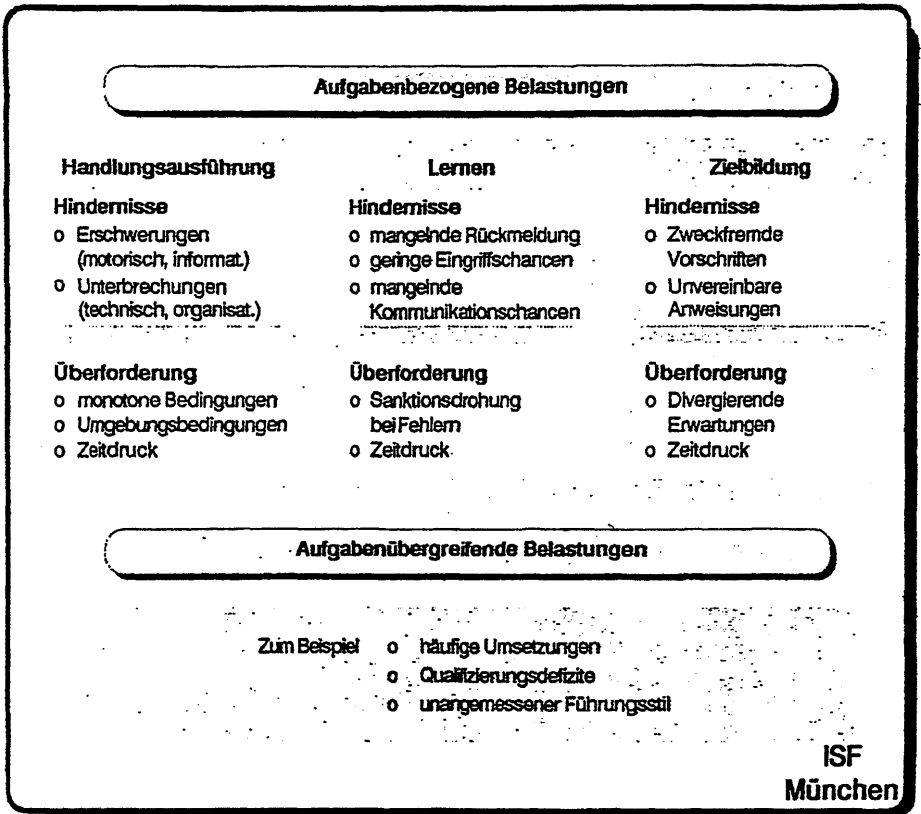 Aufgabenbezogene Belastungen
Handlungsausführung
Hindernisse
o Erschwerungen
(motorisch, informat.)
o Unterbrechungen
(technisch, organisat.)
Überforderung
o monotone Bedingungen
o Umgebungsbedingungen
o Zeitdruck
Lernen
Hindernisse
o mangelnde Rückmeldung
o geringe Eingriffschancen
o mangelnde
Kommunikationschancen
Überforderung
o Sanktionsdrohung
bei Fehlern
o Zeitdruck
Zielbildung
Hindernisse
o Zweckfremde
Vorschriften
o Unvereinbare
Anweisungen
Überforderung
o Divergierende
Erwartungen
o Zeitdruck
Aufgabenübergreifende Belastungen
Zum Beispiel o häufige Umsetzungen
o Qualifizierungsdefizite
o unangemessener Führungsstil
ISF
München